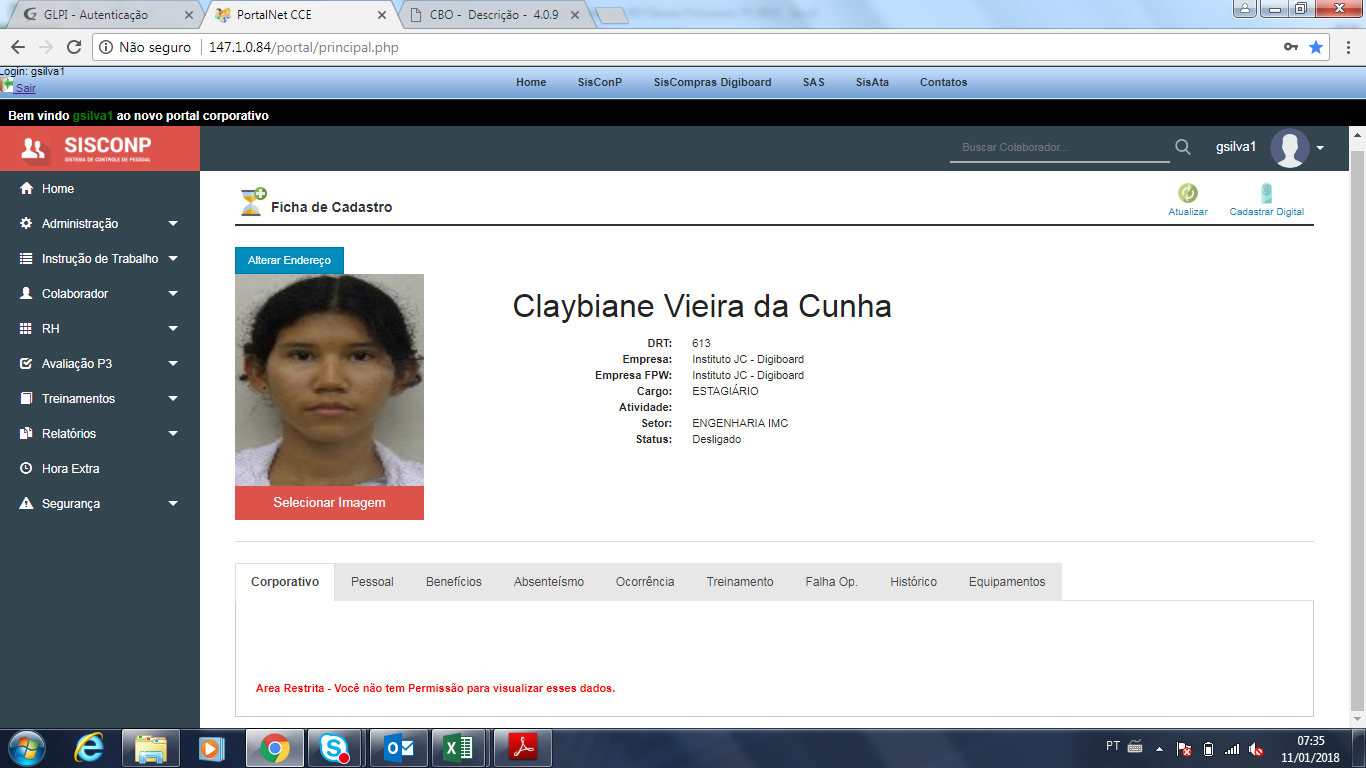 GLPI - Autenticação
PortalNet CCE
CBO - Descrição - 4.0.9
Não seguro
147.1.0.84/portal/principal.php
Login: gsilva1
Sair
Home SisConP SisCompras Digiboard SAS SisAta Contatos
Bem vindo gsilva1 ao novo portal corporativo
SISCONP
SISTEMA DE CONTROLE DE PESSOAL
Buscar Colaborador...
gsilva1
Home
Administração
Instrução de Trabalho
Colaborador
RH
Avaliação P3
Treinamentos
Relatórios
Hora Extra
Segurança
Ficha de Cadastro
Atualizar
Cadastrar Digital
Alterar Endereço
Selecionar Imagem
Claybiane Vieira da Cunha
DRT: 613
Empresa: Instituto JC - Digiboard
Empresa FPW: Instituto JC - Digiboard
Cargo: ESTAGIÁRIO
Atividade:
Setor: ENGENHARIA IMC
Status: Desligado
Corporativo Pessoal Benefícios Absenteísmo Ocorrência Treinamento Falha Op. Histórico Equipamentos
Area Restrita - Você não tem Permissão para visualizar esses dados.
PT
07:35
11/01/2018